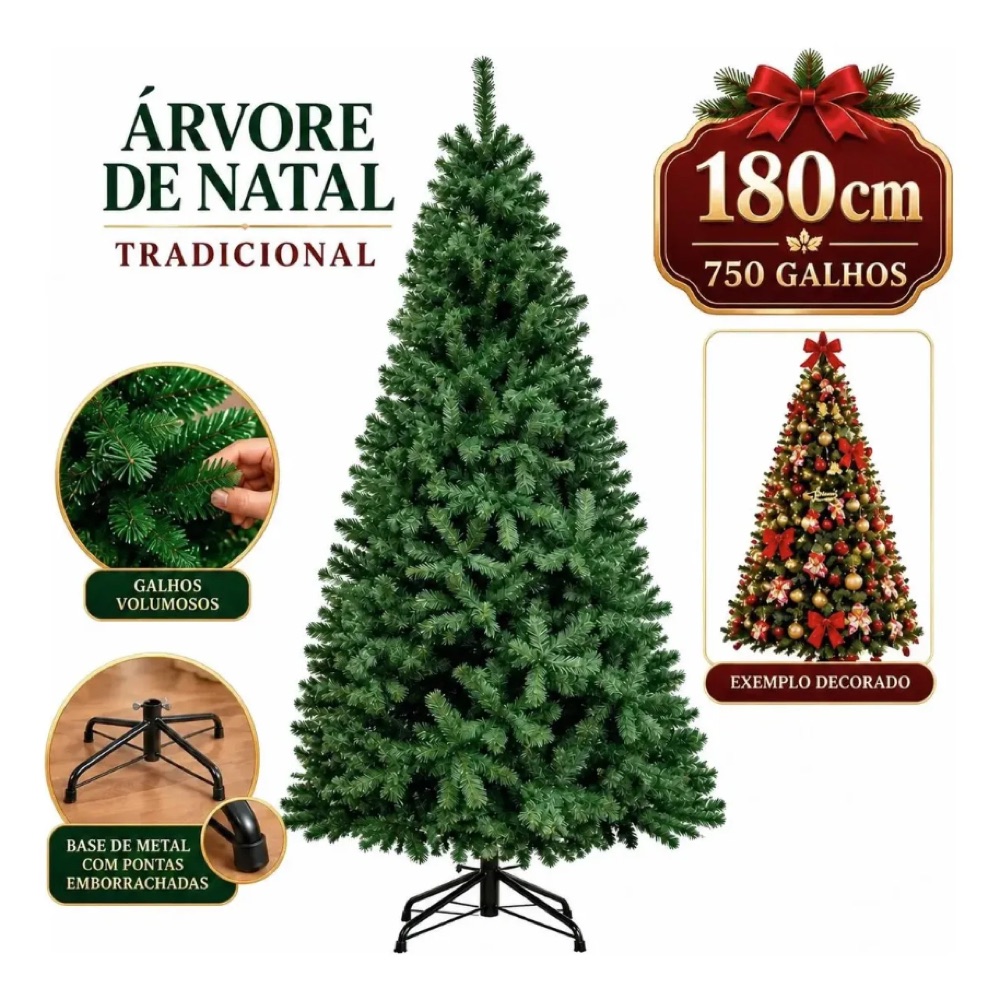 ÁRVORE
DE NATAL
TRADICIONAL
180cm
750 GALHOS
GALHOS
VOLUMOSOS
EXEMPLO DECORADO
BASE DE METAL
COM PONTAS
EMBORRACHADAS